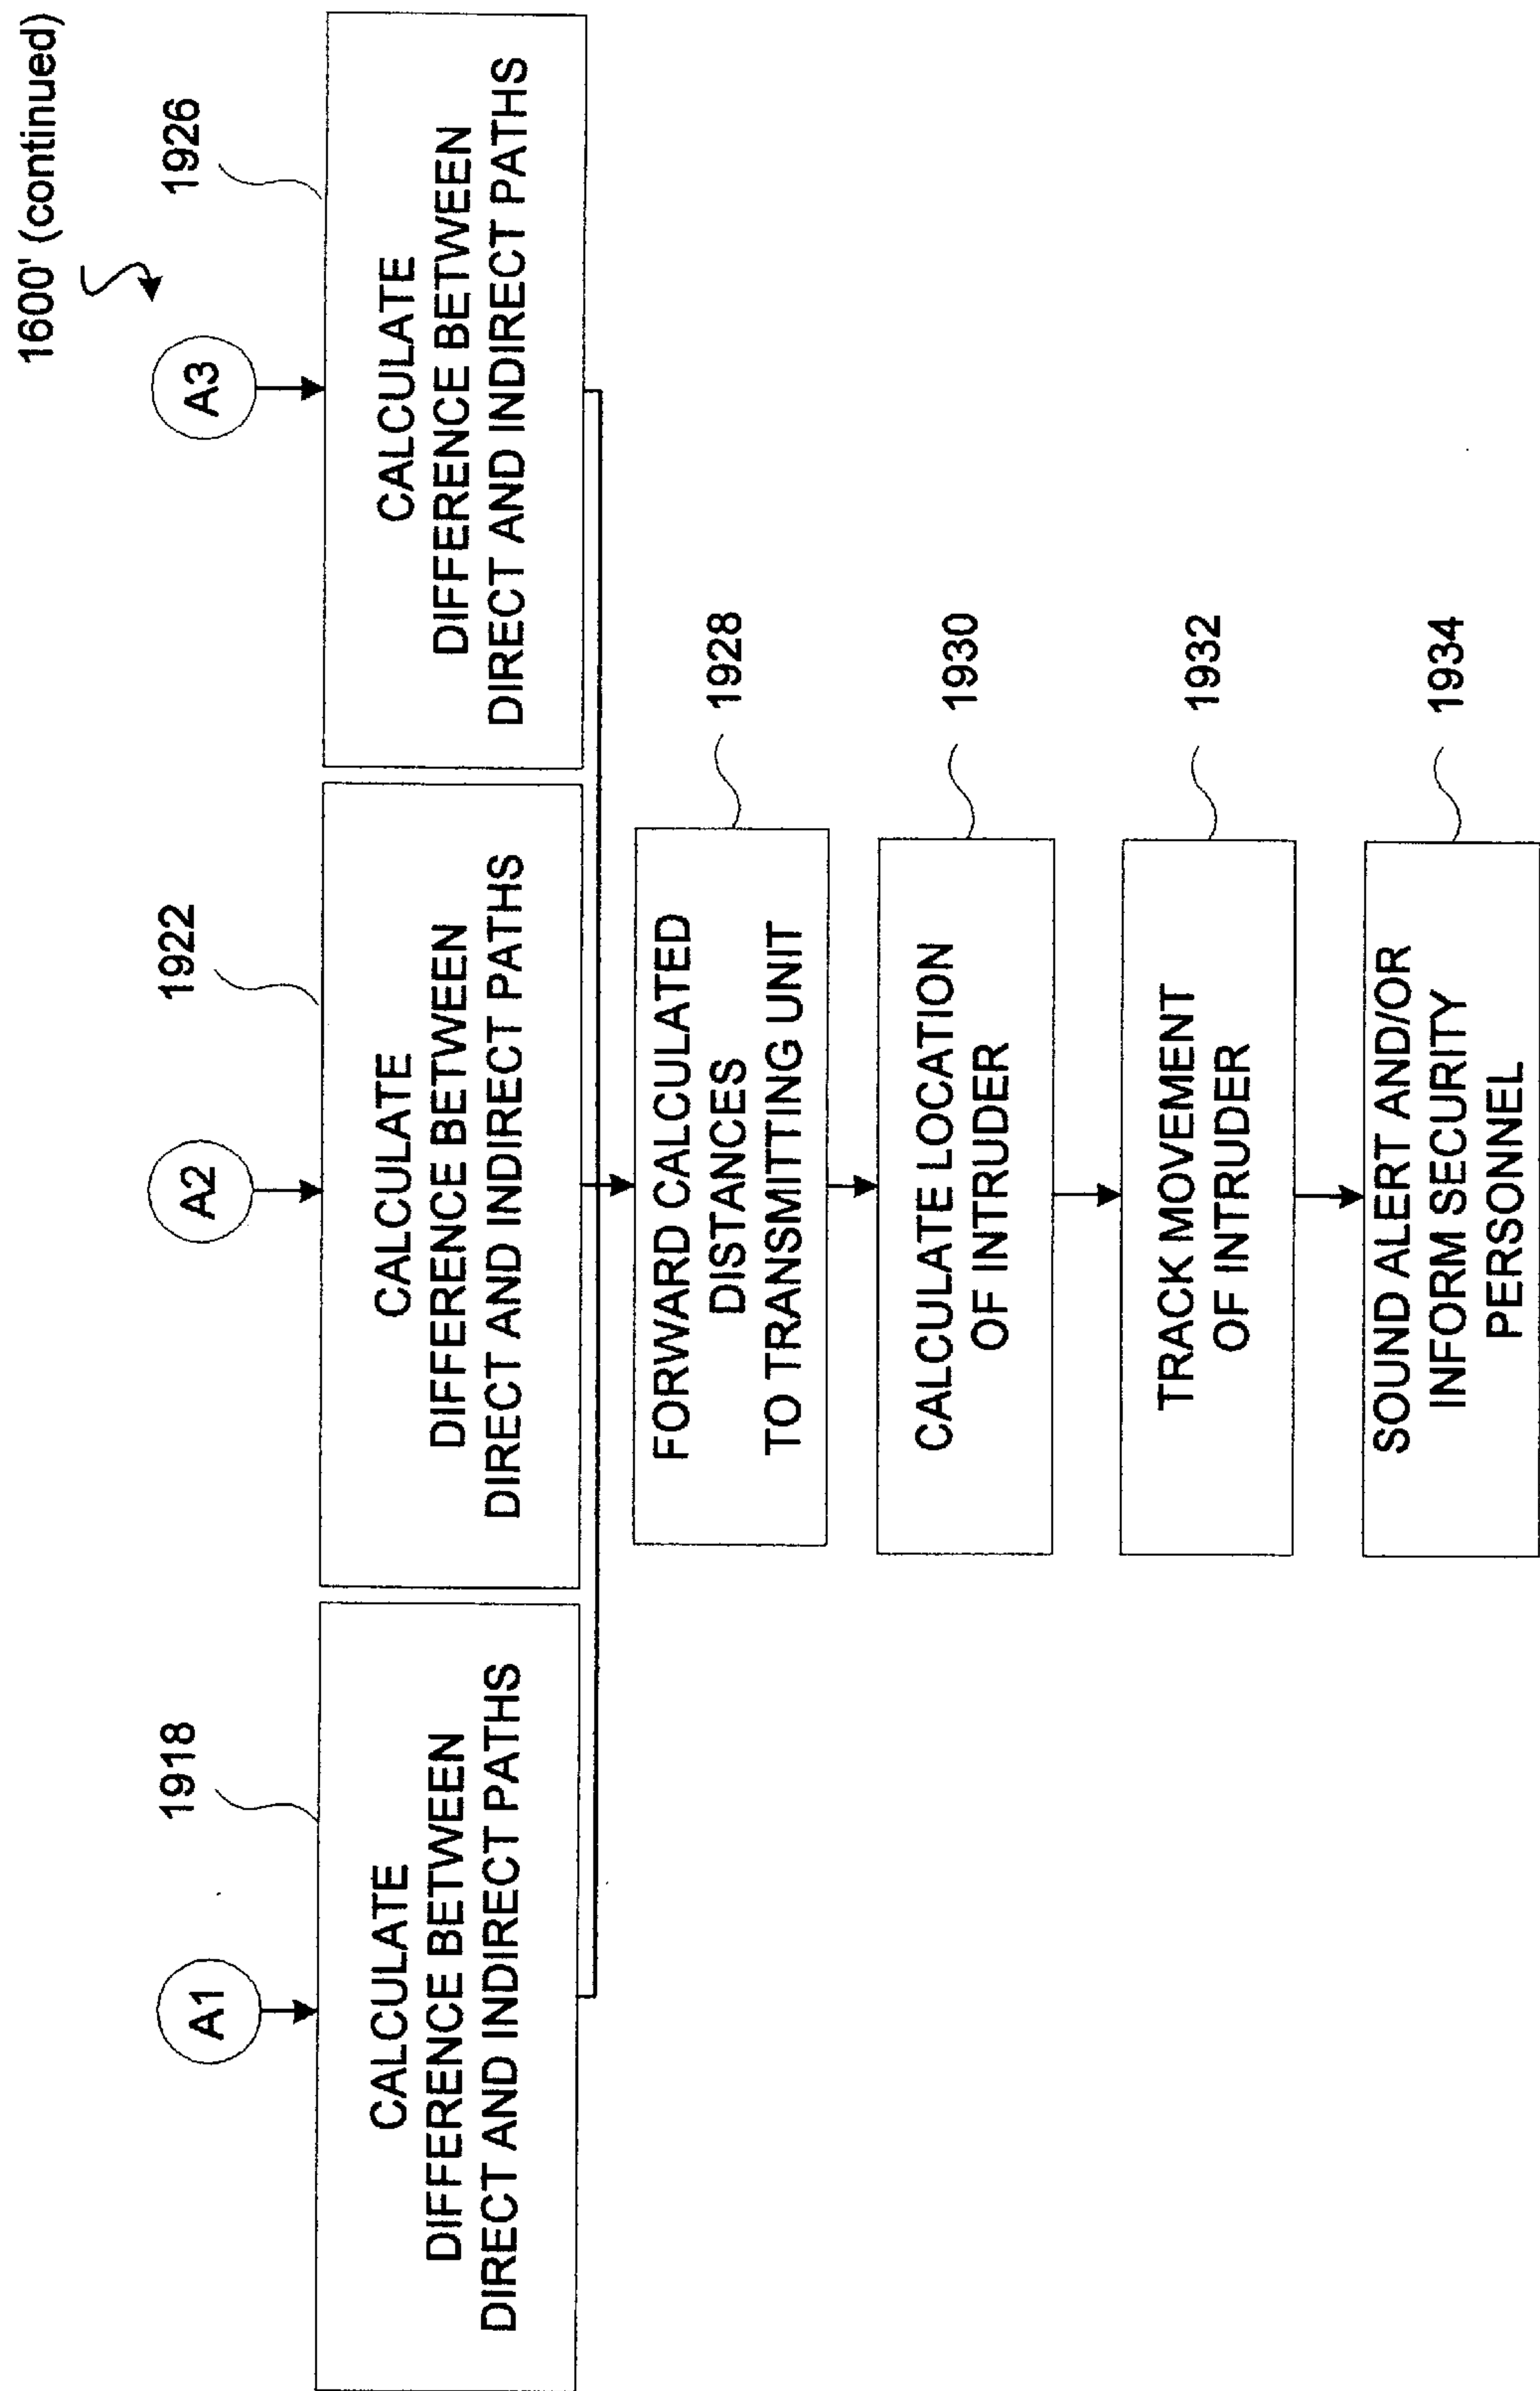 1600' (continued)
A1
A2
A3
1918
1922
1926
CALCULATE
DIFFERENCE BETWEEN
DIRECT AND INDIRECT PATHS
CALCULATE
DIFFERENCE BETWEEN
DIRECT AND INDIRECT PATHS
CALCULATE
DIFFERENCE BETWEEN
DIRECT AND INDIRECT PATHS
FORWARD CALCULATED
DISTANCES
TO TRANSMITTING UNIT
1928
CALCULATE LOCATION
OF INTRUDER
1930
TRACK MOVEMENT
OF INTRUDER
1932
SOUND ALERT AND/OR
INFORM SECURITY
PERSONNEL
1934